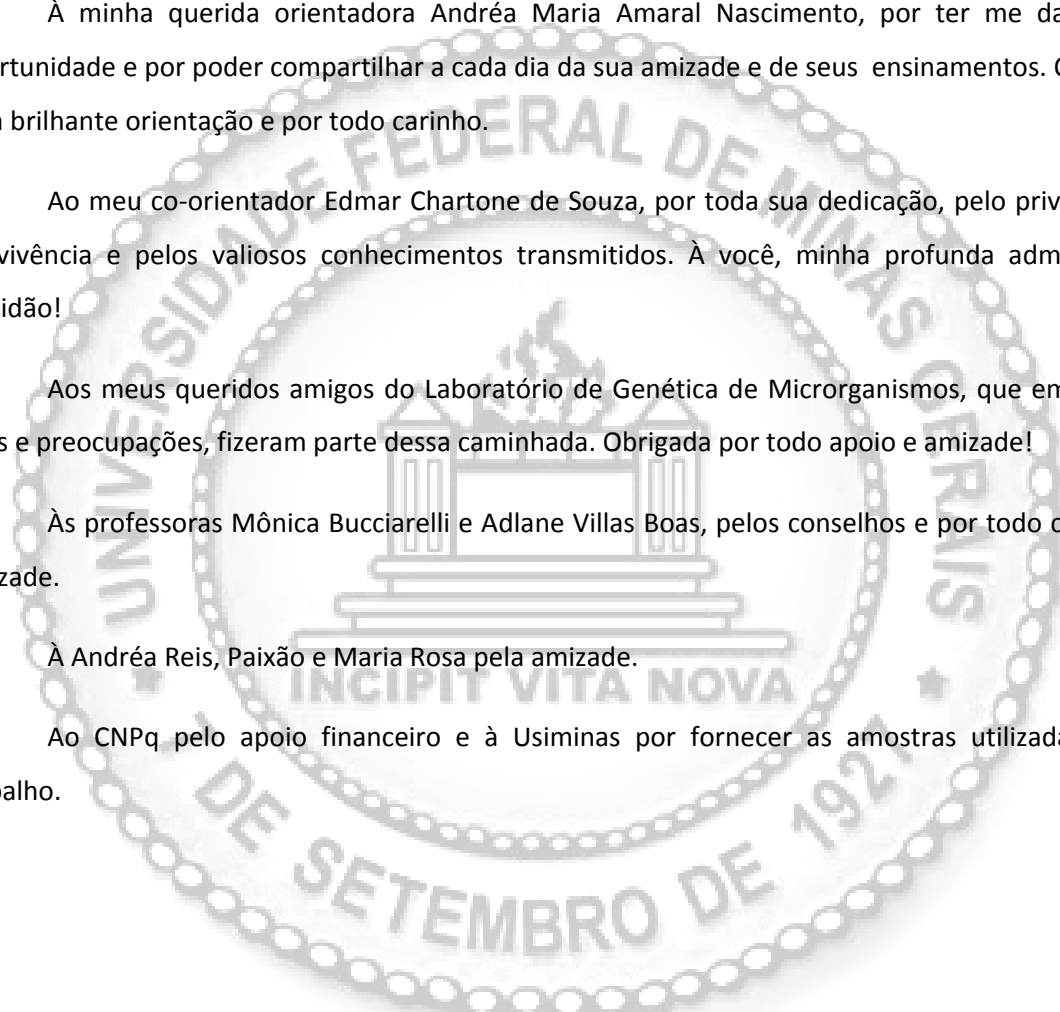 À minha querida orientadora Andréa Maria Amaral Nascimento, por ter me da
rtunidade e por poder compartilhar a cada dia da sua amizade e de seus ensinamentos.
brilhante orientação e por todo carinho.
Ao meu co-orientador Edmar Chartone de Souza, por toda sua dedicação, pelo priv
vivência e pelos valiosos conhecimentos transmitidos. À você, minha profunda adm
idão!
Aos meus queridos amigos do Laboratório de Genética de Microrganismos, que em
s e preocupações, fizeram parte dessa caminhada. Obrigada por todo apoio e amizade!
Às professoras Mônica Bucciarelli e Adlane Villas Boas, pelos conselhos e por todo
zade.
À Andréa Reis, Paixão e Maria Rosa pela amizade.
Ao CNPq pelo apoio financeiro e à Usiminas por fornecer as amostras utilizada
balho.
UNIVERSIDADE FEDERAL DE MINAS GERAIS
INCIPIT VITA NOVA
7 DE SETEMBRO DE 1927